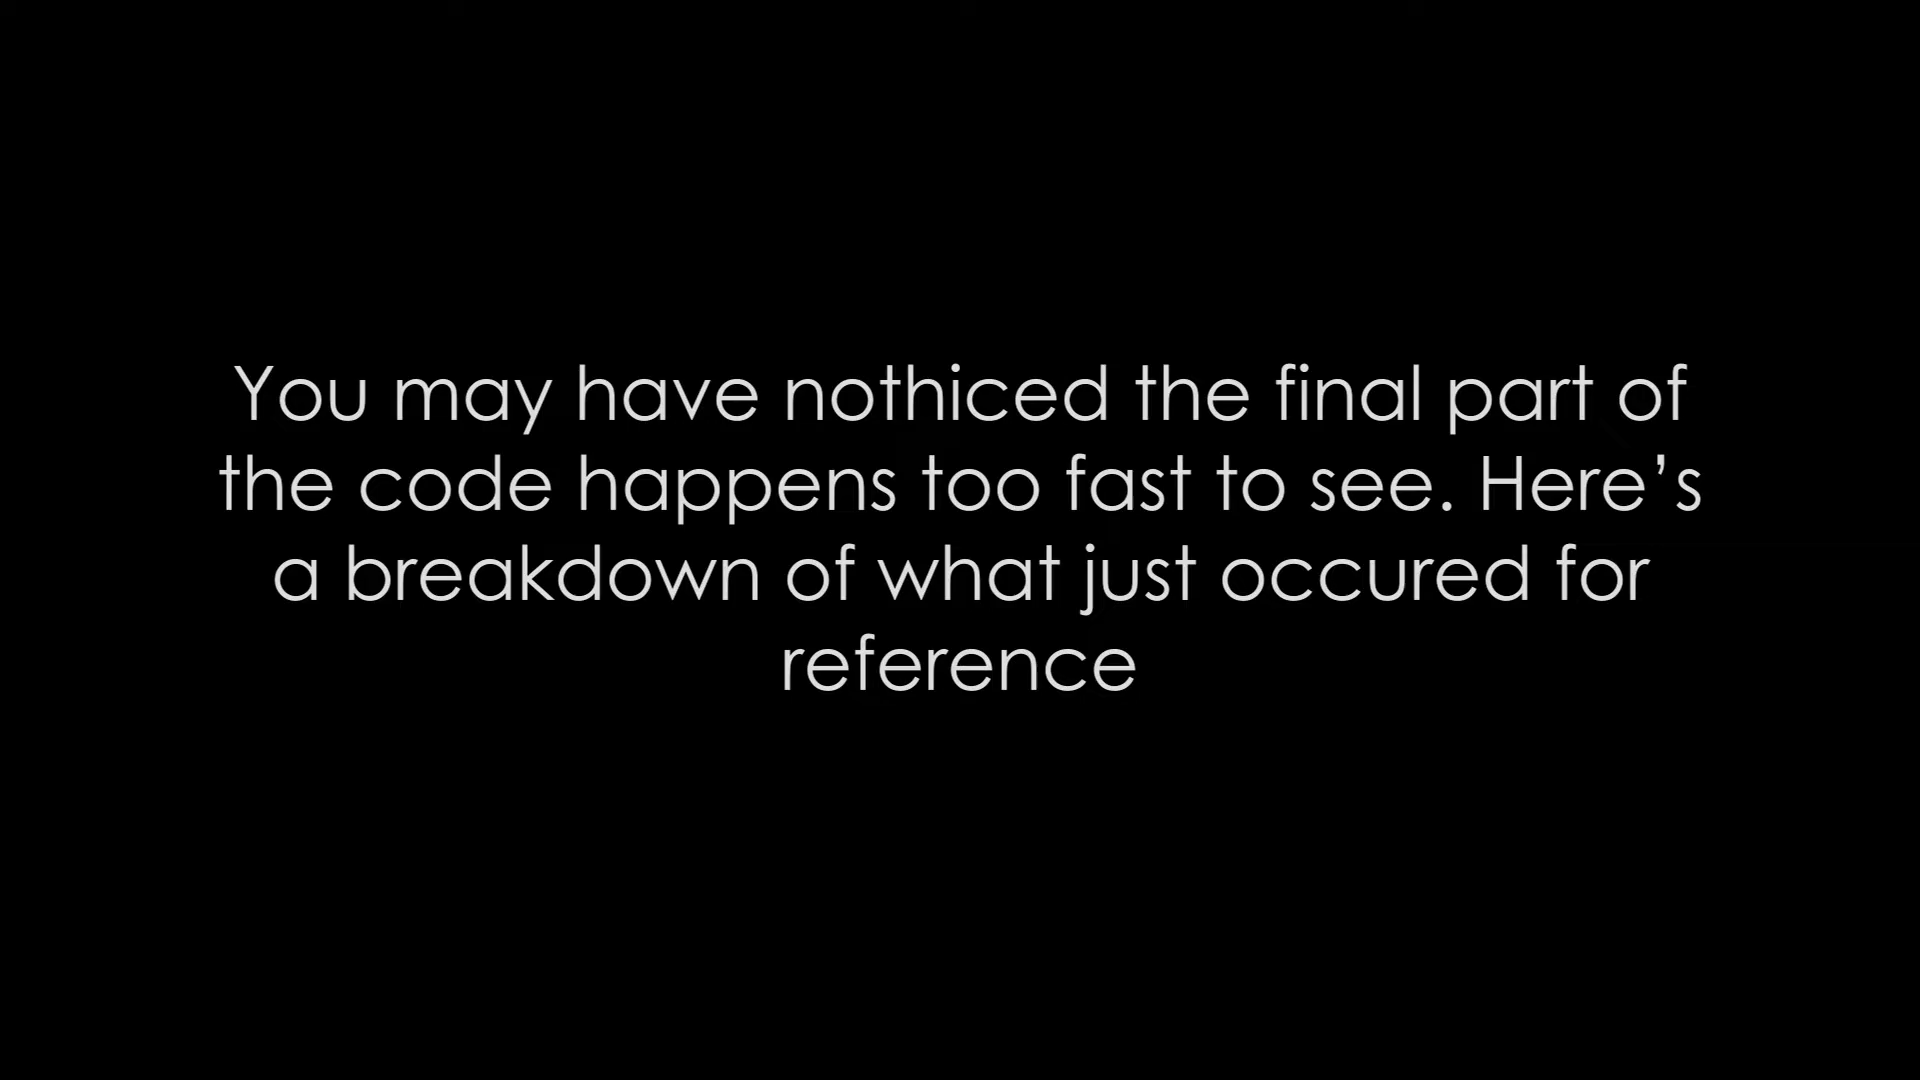 You may have nothiced the final part of
the code happens too fast to see. Here’s
a breakdown of what just occured for
reference